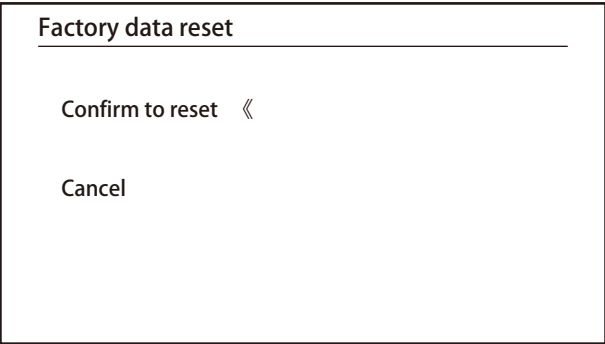 Factory data reset
Confirm to reset 《
Cancel